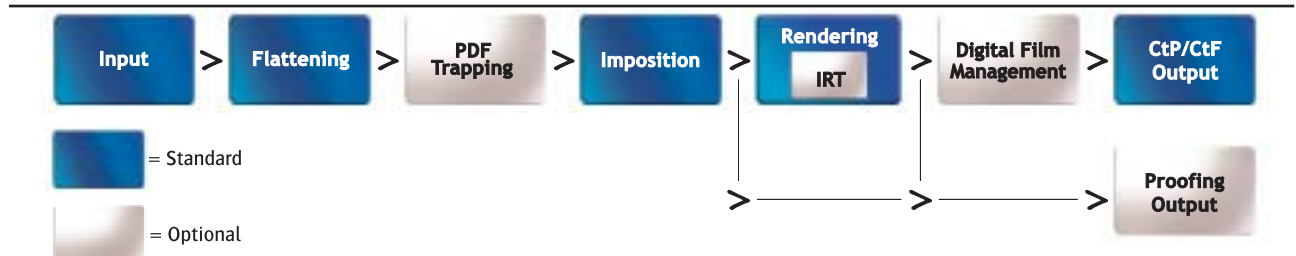 Input > Flattening > PDF Trapping > Imposition > Rendering IRT > Digital Film Management > CtP/CtF Output
= Standard
> > > Proofing Output
= Optional